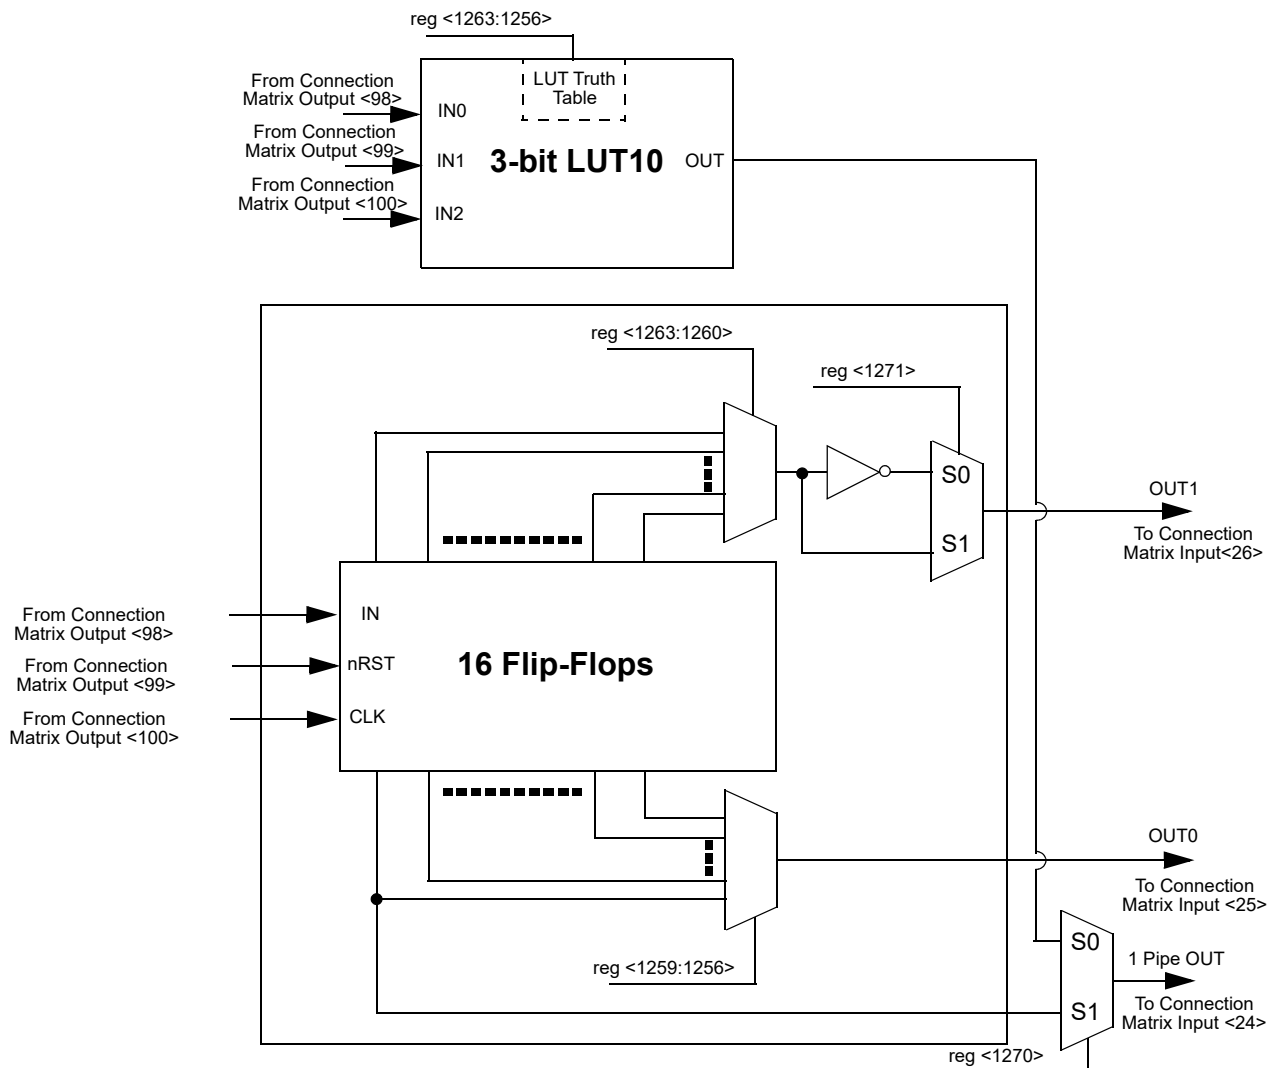 reg <1263:1256>
From Connection
Matrix Output <98>
LUT Truth
Table
IN0
From Connection
Matrix Output <99>
IN1
3-bit LUT10
OUT
From Connection
Matrix Output <100>
IN2
reg <1263:1260>
reg <1271>
S0
S1
OUT1
To Connection
Matrix Input<26>
From Connection
Matrix Output <98>
IN
From Connection
Matrix Output <99>
nRST
16 Flip-Flops
From Connection
Matrix Output <100>
CLK
OUT0
To Connection
Matrix Input <25>
reg <1259:1256>
S0
S1
1 Pipe OUT
To Connection
Matrix Input <24>
reg <1270>